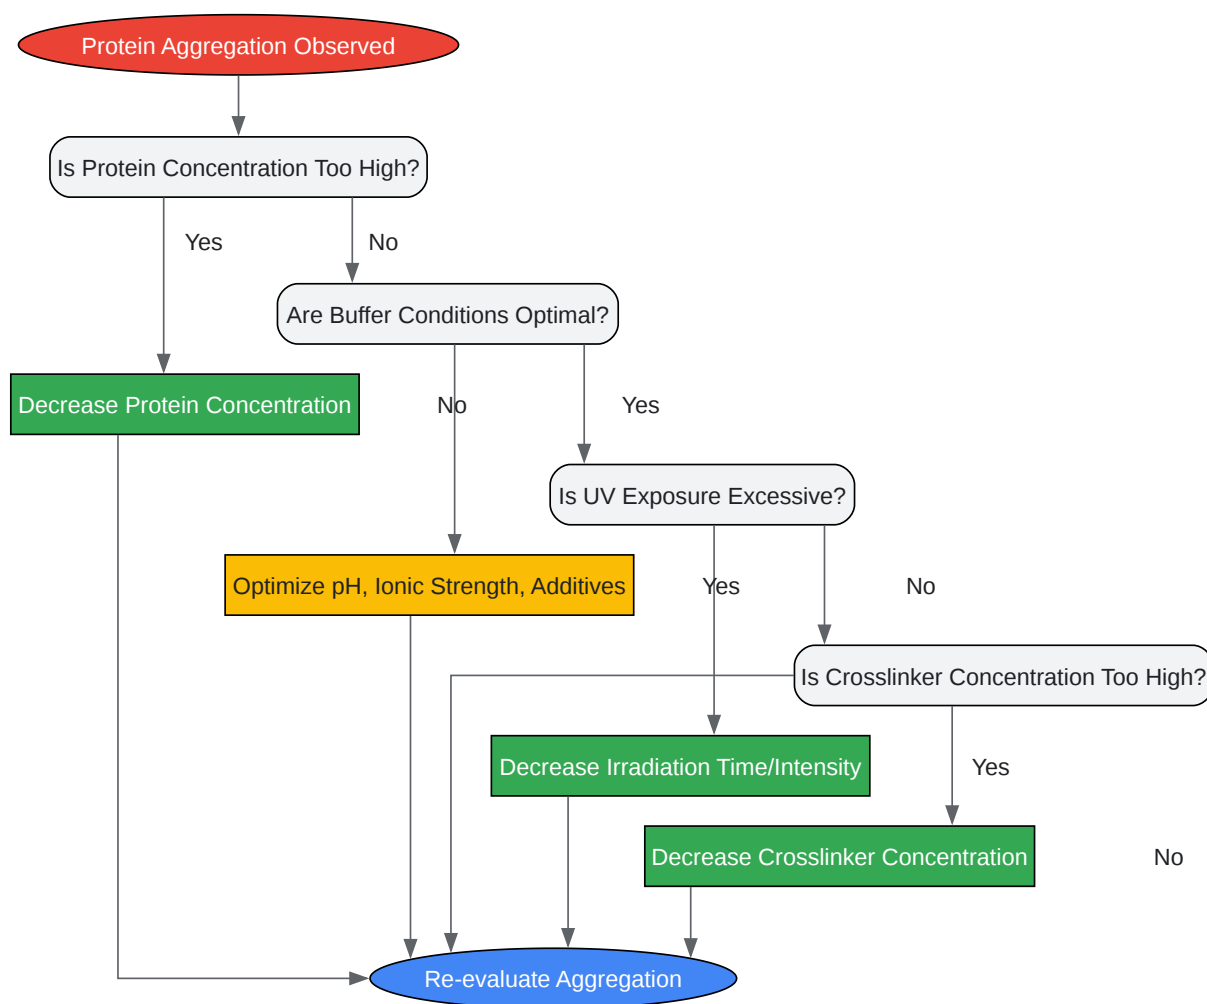 Protein Aggregation Observed
Is Protein Concentration Too High?
Yes
No
Are Buffer Conditions Optimal?
Decrease Protein Concentration
No
Yes
Is UV Exposure Excessive?
Optimize pH, Ionic Strength, Additives
Yes
No
Is Crosslinker Concentration Too High?
Decrease Irradiation Time/Intensity
Yes
Decrease Crosslinker Concentration
No
Re-evaluate Aggregation